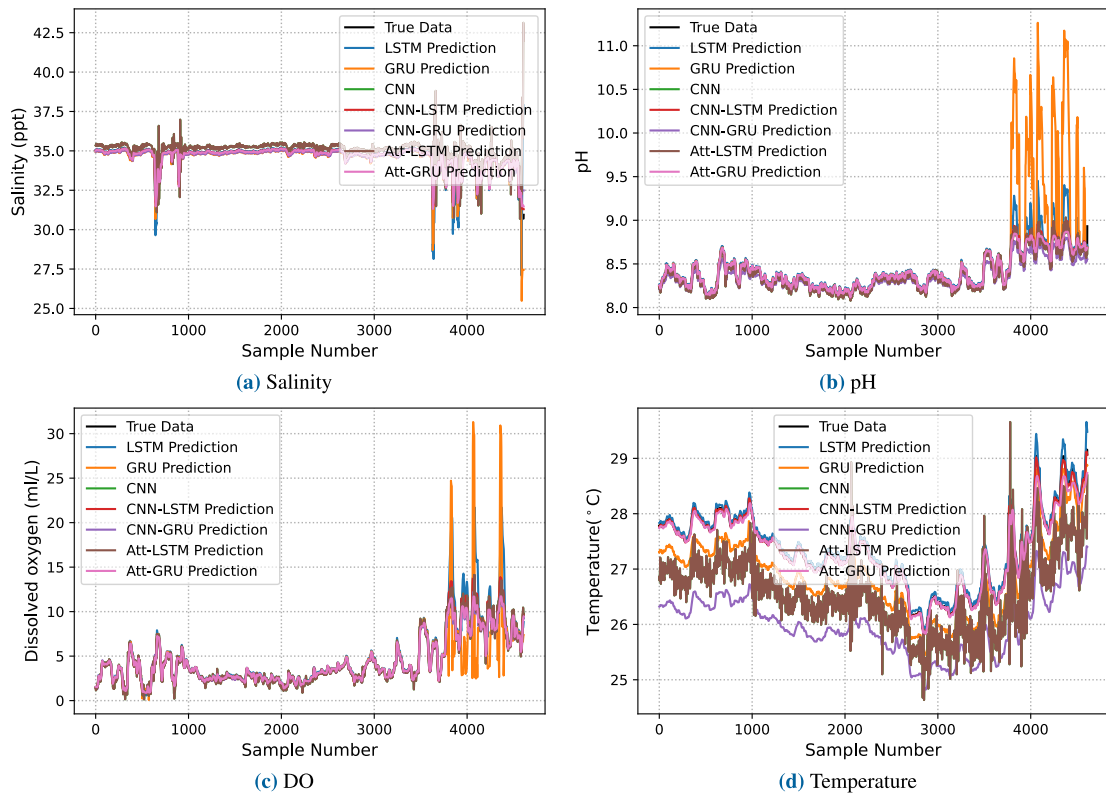 42.5
40.0
37.5
35.0
32.5
30.0
27.5
25.0
Salinity (ppt)
True Data
LSTM Prediction
GRU Prediction
CNN
CNN-LSTM Prediction
CNN-GRU Prediction
Att-LSTM Prediction
Att-GRU Prediction
0 1000 2000 3000 4000
Sample Number
(a) Salinity
11.0
10.5
10.0
9.5
9.0
8.5
8.0
pH
True Data
LSTM Prediction
GRU Prediction
CNN
CNN-LSTM Prediction
CNN-GRU Prediction
Att-LSTM Prediction
Att-GRU Prediction
0 1000 2000 3000 4000
Sample Number
(b) pH
30
25
20
15
10
5
0
Dissolved oxygen (ml/L)
True Data
LSTM Prediction
GRU Prediction
CNN
CNN-LSTM Prediction
CNN-GRU Prediction
Att-LSTM Prediction
Att-GRU Prediction
0 1000 2000 3000 4000
Sample Number
(c) DO
29
28
27
26
25
Temperature(°C)
True Data
LSTM Prediction
GRU Prediction
CNN
CNN-LSTM Prediction
CNN-GRU Prediction
Att-LSTM Prediction
Att-GRU Prediction
0 1000 2000 3000 4000
Sample Number
(d) Temperature